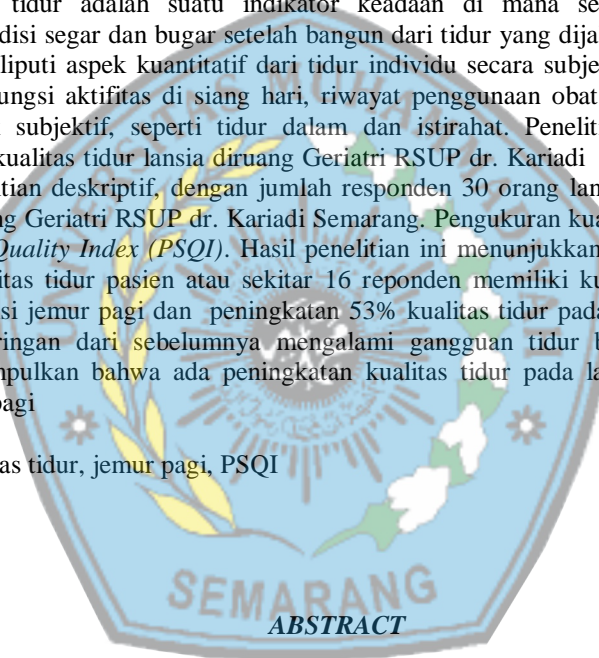 tidur adalah suatu indikator keadaan di mana se
disi segar dan bugar setelah bangun dari tidur yang dija
liputi aspek kuantitatif dari tidur individu secara subje
ungsi aktifitas di siang hari, riwayat penggunaan obat
subjektif, seperti tidur dalam dan istirahat. Peneliti
kualitas tidur lansia diruang Geriatri RSUP dr. Kariadi
tian deskriptif, dengan jumlah responden 30 orang lan
ng Geriatri RSUP dr. Kariadi Semarang. Pengukuran kua
Quality Index (PSQI). Hasil penelitian ini menunjukkan
itas tidur pasien atau sekitar 16 reponden memiliki ku
si jemur pagi dan peningkatan 53% kualitas tidur pada
ringan dari sebelumnya mengalami gangguan tidur b
mpulkan bahwa ada peningkatan kualitas tidur pada la
pagi
as tidur, jemur pagi, PSQI
SEMARANG
ABSTRACT